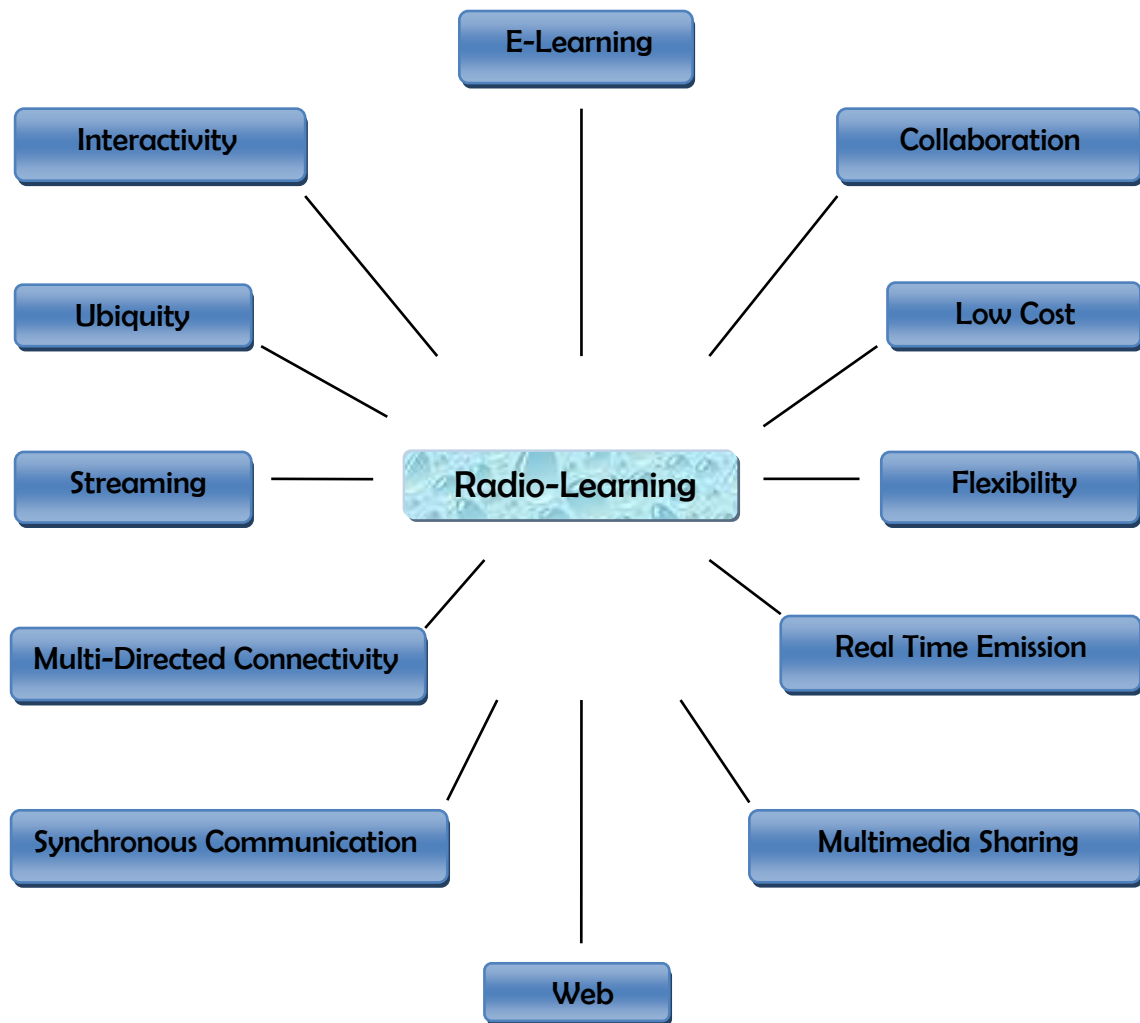 E-Learning
Interactivity
Collaboration
Ubiquity
Low Cost
Streaming
Radio-Learning
Flexibility
Multi-Directed Connectivity
Real Time Emission
Synchronous Communication
Multimedia Sharing
Web